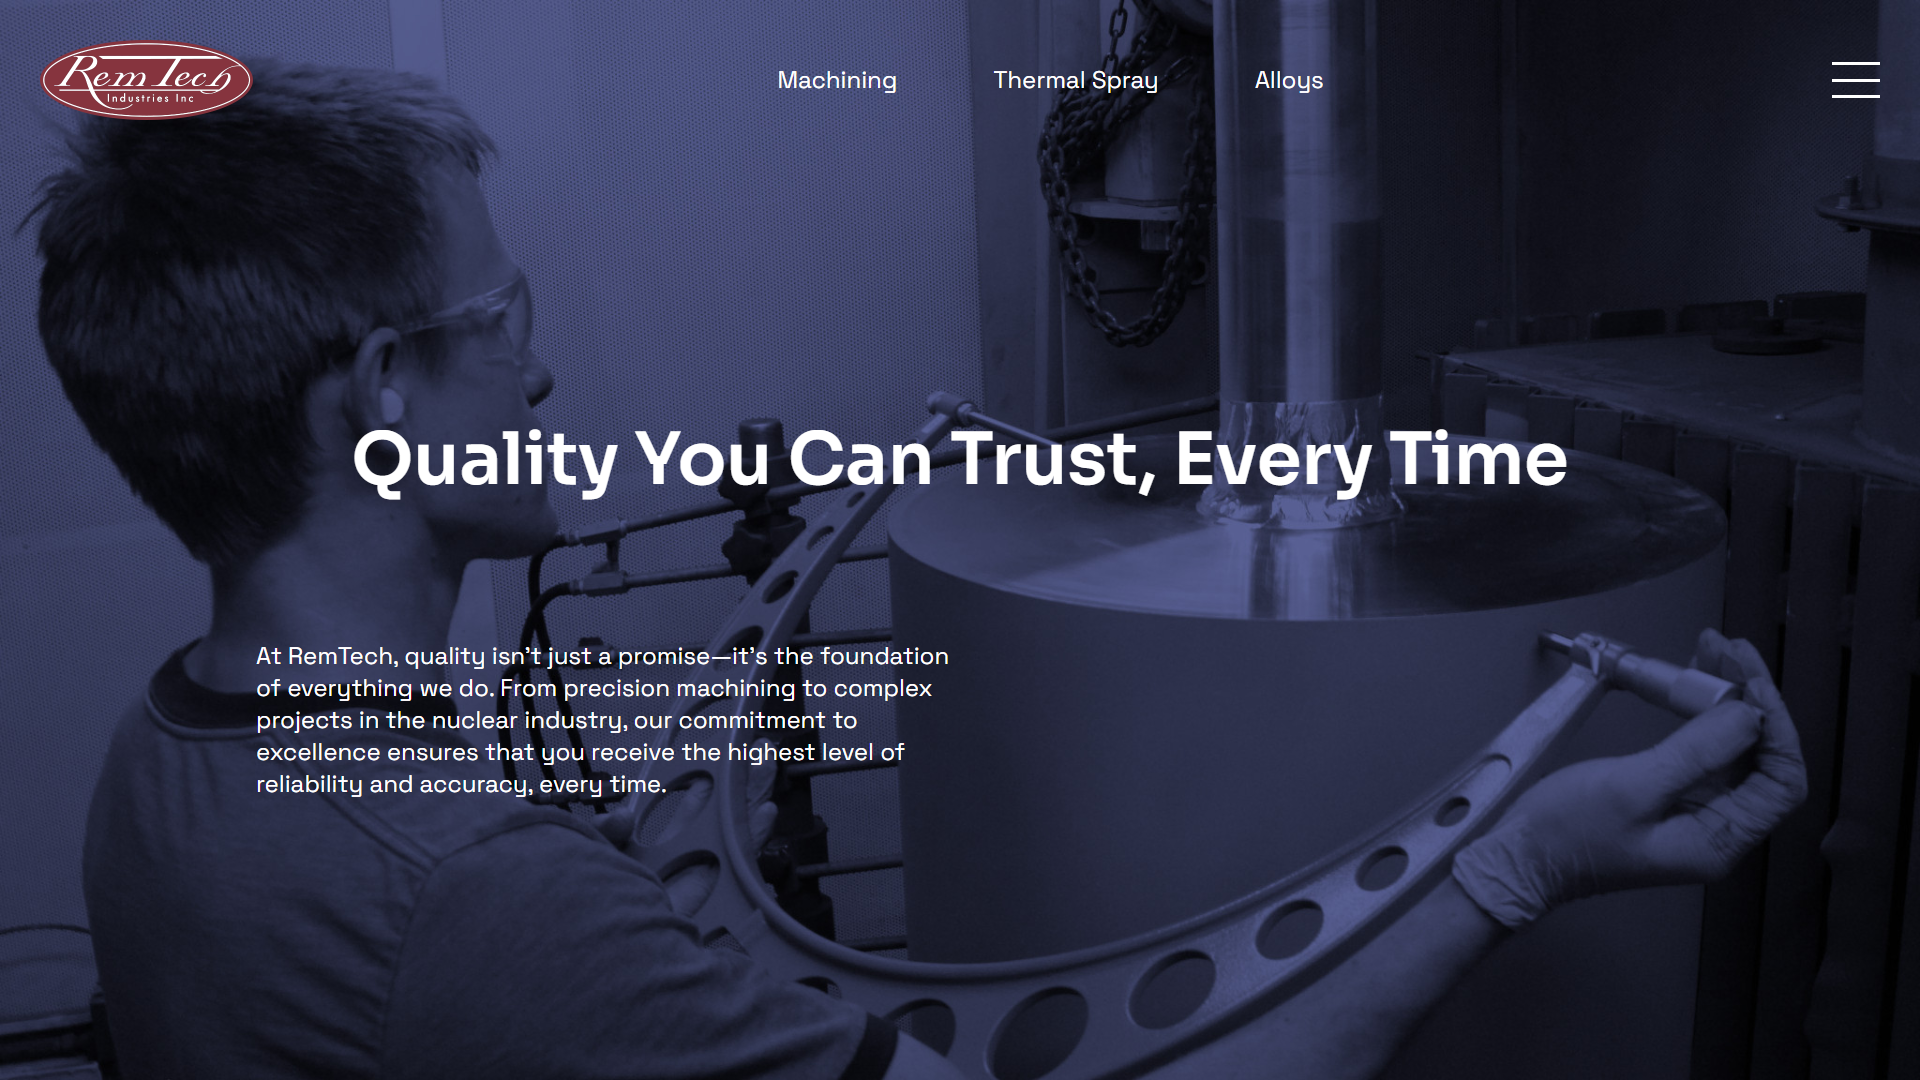 Rem Tech
Industries Inc
Machining
Thermal Spray
Alloys
Quality You Can Trust, Every Time
At RemTech, quality isn’t just a promise—it’s the foundation
of everything we do. From precision machining to complex
projects in the nuclear industry, our commitment to
excellence ensures that you receive the highest level of
reliability and accuracy, every time.